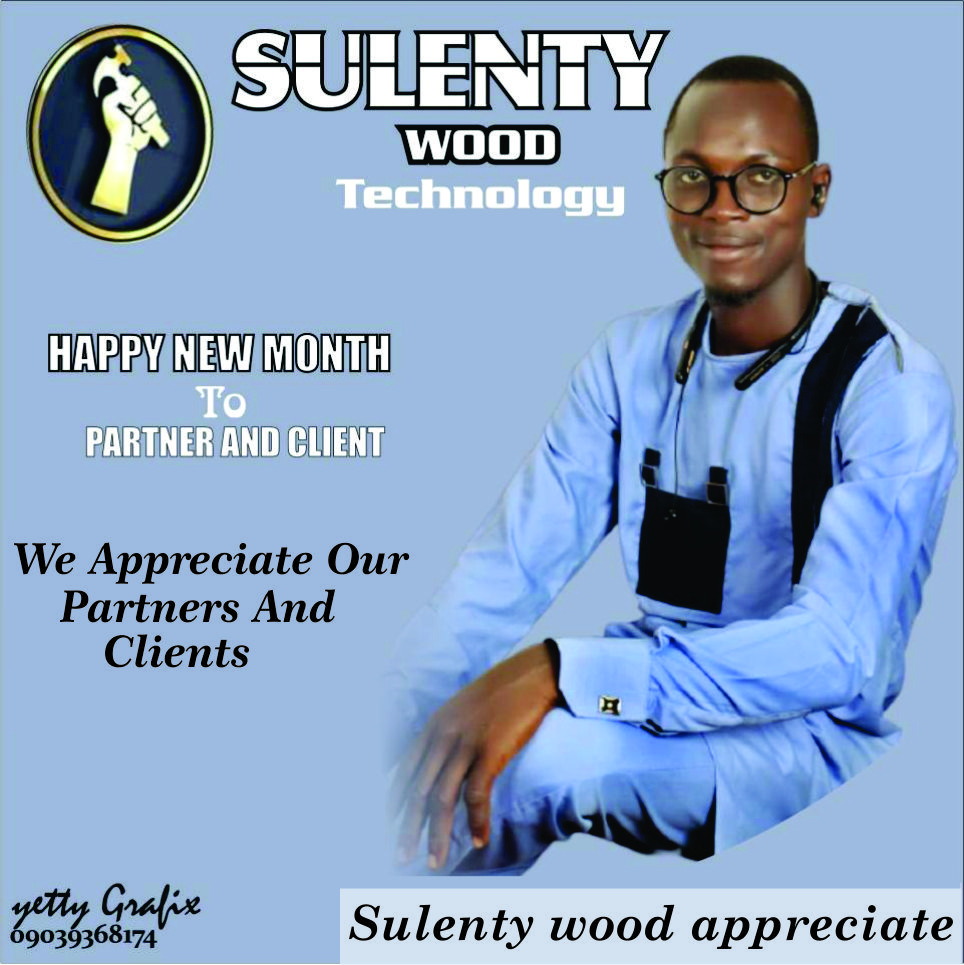 SULENTY
WOOD
Technology
HAPPY NEW MONTH
To
PARTNER AND CLIENT
We Appreciate Our
Partners And
Clients
yetty Grafix
09039368174
Sulenty wood appreciate